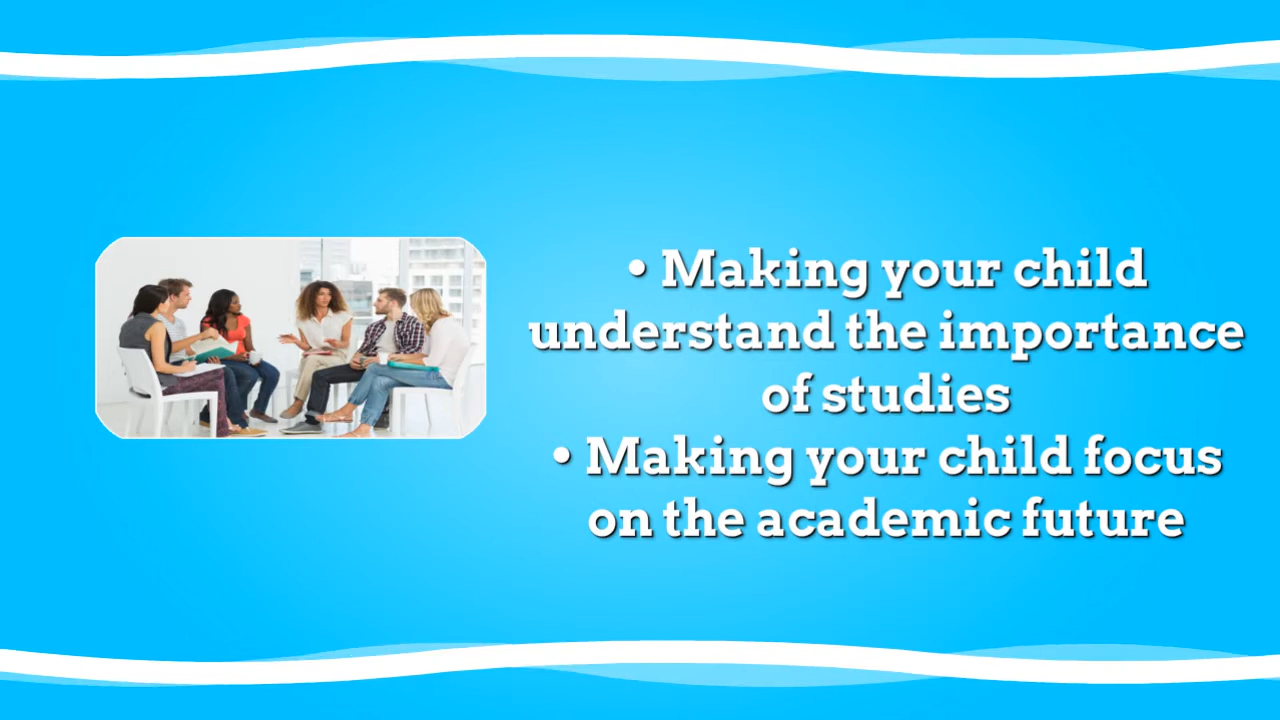 • Making your child
understand the importance
of studies
• Making your child focus
on the academic future